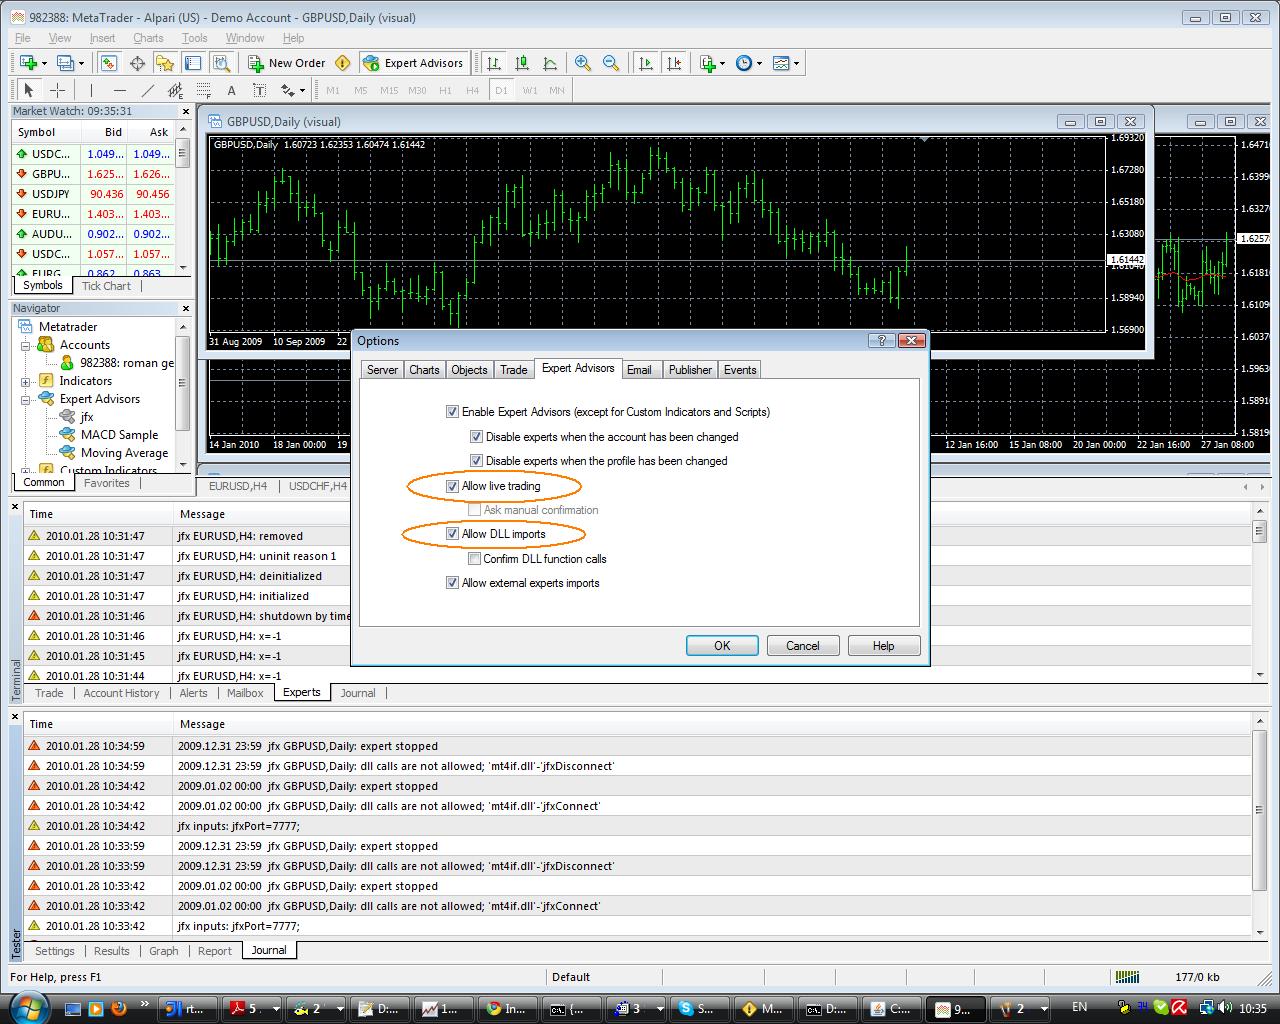 982388: MetaTrader - Alpari (US) - Demo Account - GBPUSD,Daily (visual)
File View Insert Charts Tools Window Help
New Order Expert Advisors
A T M1 M5 M15 M30 H1 H4 D1 W1 MN
Market Watch: 09:35:31
Symbol Bid Ask
USDC... 1.049... 1.049...
GBPU... 1.625... 1.626...
USDJPY 90.436 90.456
EURU... 1.403... 1.403...
AUDU... 0.902... 0.902...
USDC... 1.057... 1.057...
EURG 0.862 0.863
Symbols Tick Chart
Navigator
Metatrader
Accounts
982388: roman ge
Indicators
Expert Advisors
jfx
MACD Sample
Moving Average
Custom Indicators
Common Favorites
GBPUSD,Daily (visual)
GBPUSD,Daily 1.60723 1.62353 1.60474 1.61442
1.69320
1.67280
1.65180
1.63080
1.61442
1.61040
1.58940
1.56900
31 Aug 2009 10 Sep 2009 22
1.64710
1.63990
1.63270
1.62578
1.61810
1.61090
1.60370
1.59630
1.58910
1.58190
14 Jan 2010 18 Jan 00:00 19 12 Jan 16:00 15 Jan 08:00 20 Jan 00:00 22 Jan 16:00 27 Jan 08:00
EURUSD,H4 USDCHF,H4
Options
Server Charts Objects Trade Expert Advisors Email Publisher Events
Enable Expert Advisors (except for Custom Indicators and Scripts)
Disable experts when the account has been changed
Disable experts when the profile has been changed
Allow live trading
Ask manual confirmation
Allow DLL imports
Confirm DLL function calls
Allow external experts imports
OK Cancel Help
Time Message
2010.01.28 10:31:47 jfx EURUSD,H4: removed
2010.01.28 10:31:47 jfx EURUSD,H4: uninit reason 1
2010.01.28 10:31:47 jfx EURUSD,H4: deinitialized
2010.01.28 10:31:47 jfx EURUSD,H4: initialized
2010.01.28 10:31:46 jfx EURUSD,H4: shutdown by time
2010.01.28 10:31:46 jfx EURUSD,H4: x=-1
2010.01.28 10:31:45 jfx EURUSD,H4: x=-1
2010.01.28 10:31:44 jfx EURUSD,H4: x=-1
Terminal
Trade Account History Alerts Mailbox Experts Journal
Time Message
2010.01.28 10:34:59 2009.12.31 23:59 jfx GBPUSD,Daily: expert stopped
2010.01.28 10:34:59 2009.12.31 23:59 jfx GBPUSD,Daily: dll calls are not allowed; 'mt4if.dll'-'jfxDisconnect'
2010.01.28 10:34:42 2009.01.02 00:00 jfx GBPUSD,Daily: expert stopped
2010.01.28 10:34:42 2009.01.02 00:00 jfx GBPUSD,Daily: dll calls are not allowed; 'mt4if.dll'-'jfxConnect'
2010.01.28 10:34:42 jfx inputs: jfxPort=7777;
2010.01.28 10:33:59 2009.12.31 23:59 jfx GBPUSD,Daily: expert stopped
2010.01.28 10:33:59 2009.12.31 23:59 jfx GBPUSD,Daily: dll calls are not allowed; 'mt4if.dll'-'jfxDisconnect'
2010.01.28 10:33:42 2009.01.02 00:00 jfx GBPUSD,Daily: expert stopped
2010.01.28 10:33:42 2009.01.02 00:00 jfx GBPUSD,Daily: dll calls are not allowed; 'mt4if.dll'-'jfxConnect'
2010.01.28 10:33:42 jfx inputs: jfxPort=7777;
Tester
Settings Results Graph Report Journal
For Help, press F1 Default 177/0 kb
rt... 5 2 D:... 1... In... {... 3 S... M... D:... C:... 9... 2 EN 34 10:35